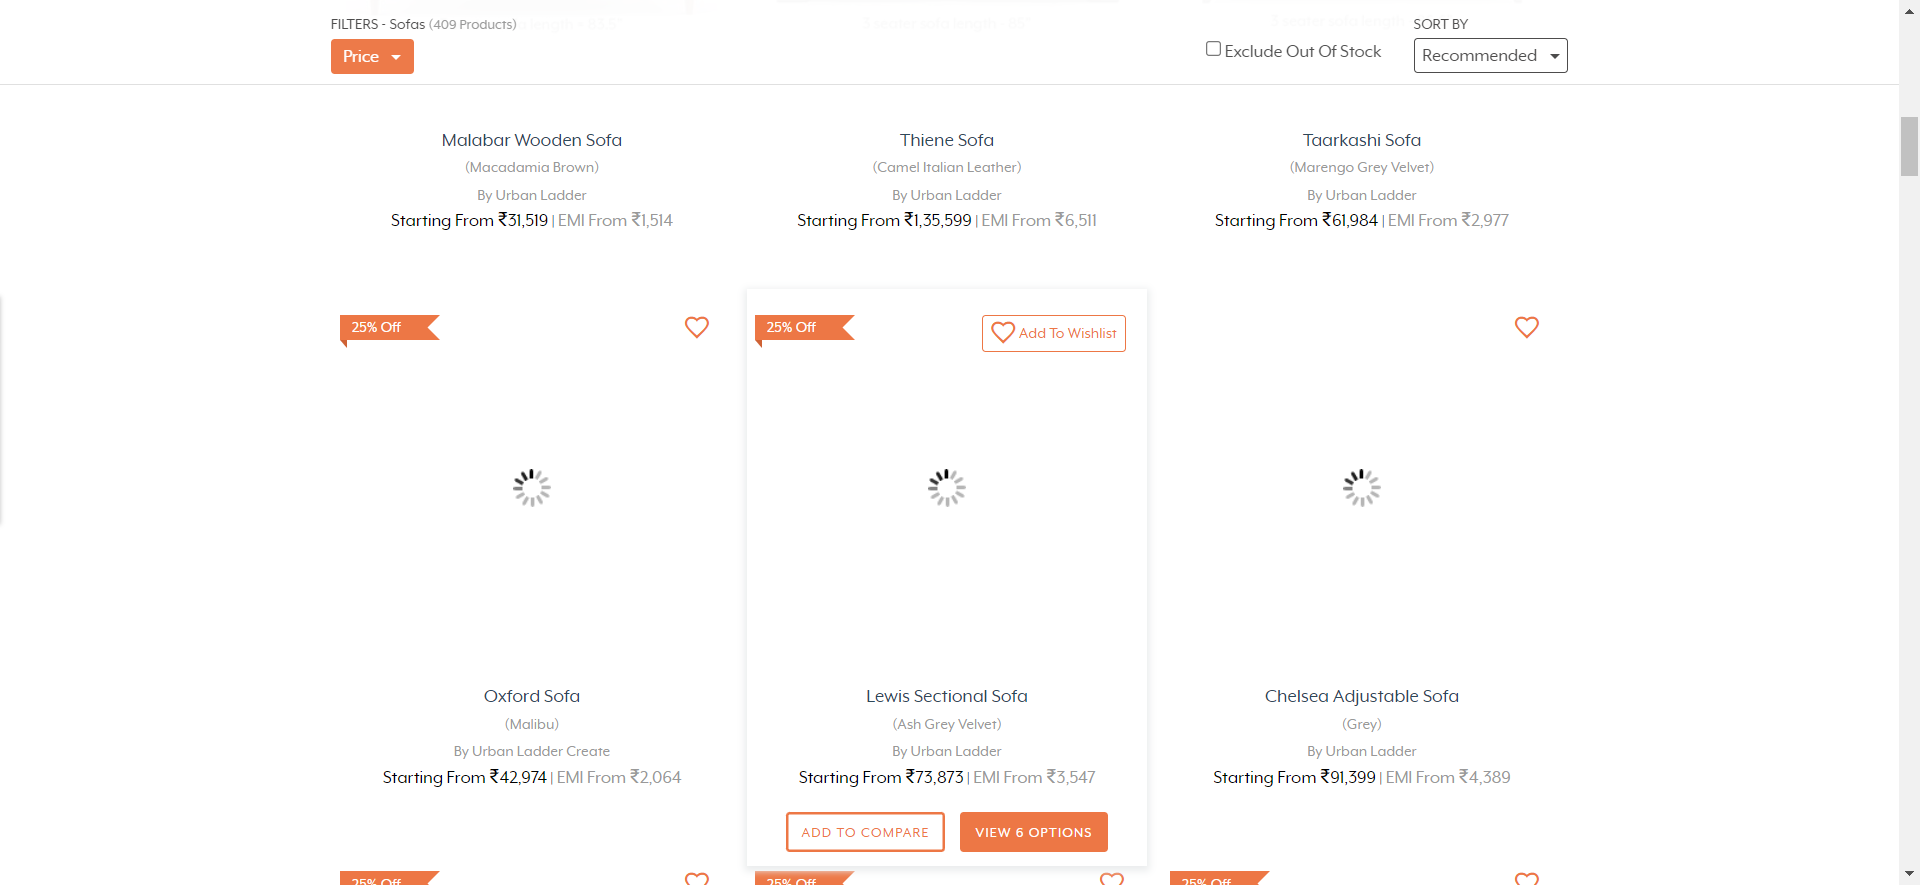 FILTERS - Sofas (409 Products)
SORT BY
Price
Exclude Out Of Stock
Recommended
Malabar Wooden Sofa
(Macadamia Brown)
By Urban Ladder
Starting From ₹31,519 | EMI From ₹1,514
Thiene Sofa
(Camel Italian Leather)
By Urban Ladder
Starting From ₹1,35,599 | EMI From ₹6,511
Taarkashi Sofa
(Marengo Grey Velvet)
By Urban Ladder
Starting From ₹61,984 | EMI From ₹2,977
25% Off
Oxford Sofa
(Malibu)
By Urban Ladder Create
Starting From ₹42,974 | EMI From ₹2,064
25% Off
Add To Wishlist
Lewis Sectional Sofa
(Ash Grey Velvet)
By Urban Ladder
Starting From ₹73,873 | EMI From ₹3,547
ADD TO COMPARE
VIEW 6 OPTIONS
Chelsea Adjustable Sofa
(Grey)
By Urban Ladder
Starting From ₹91,399 | EMI From ₹4,389
25% Off
25% Off
25% Off